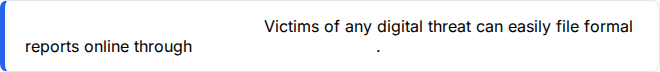 Victims of any digital threat can easily file formal
reports online through .